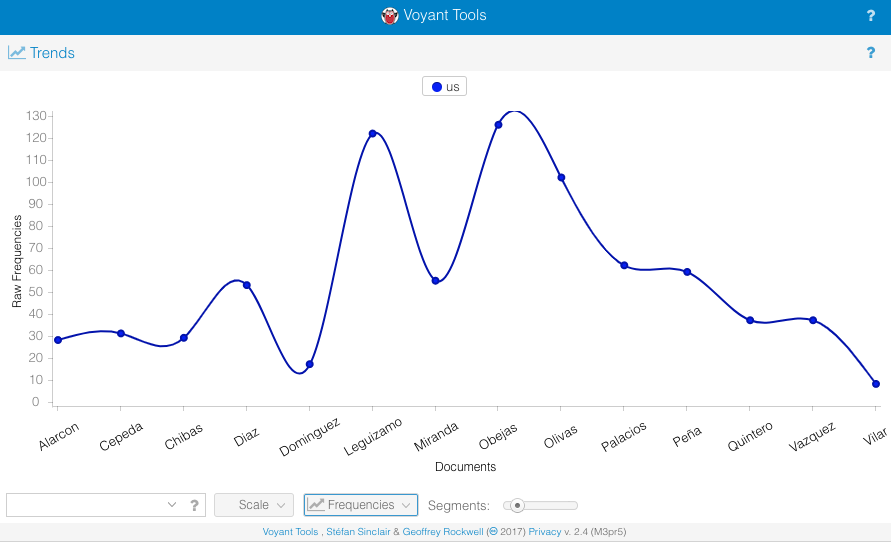 Voyant Tools
?
Trends
?
us
130
120
110
100
90
80
70
60
50
40
30
20
10
0
Raw Frequencies
Alarcon Cepeda Chibas Diaz Dominguez Leguizamo Miranda Obejas Olivas Palacios Peña Quintero Vazquez Vilar
Documents
? Scale Frequencies Segments:
Voyant Tools , Stéfan Sinclair & Geoffrey Rockwell (🅭 2017) Privacy v. 2.4 (M3pr5)